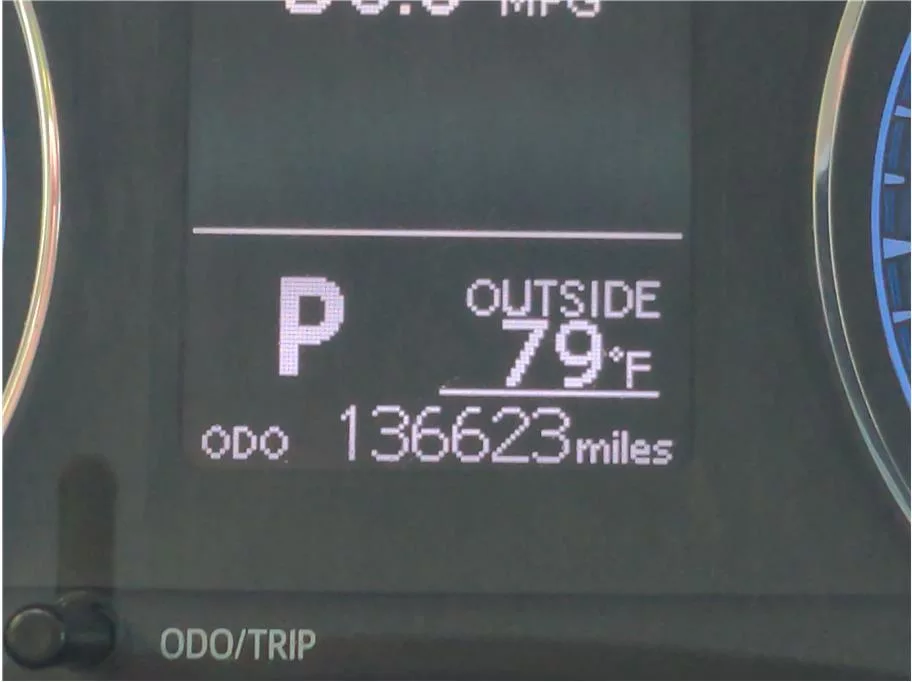 MPG
P
OUTSIDE
79°F
ODO 136623 miles
ODO/TRIP